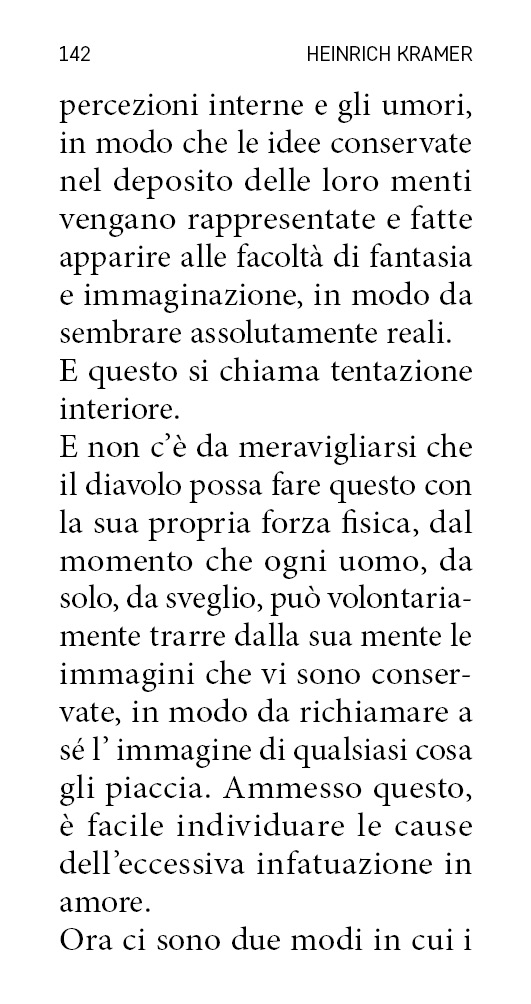 142 HEINRICH KRAMER
percezioni interne e gli umori,
in modo che le idee conservate
nel deposito delle loro menti
vengano rappresentate e fatte
apparire alle facoltà di fantasia
e immaginazione, in modo da
sembrare assolutamente reali.
E questo si chiama tentazione
interiore.
E non c’è da meravigliarsi che
il diavolo possa fare questo con
la sua propria forza fisica, dal
momento che ogni uomo, da
solo, da sveglio, può volontaria-
mente trarre dalla sua mente le
immagini che vi sono conser-
vate, in modo da richiamare a
sé l’ immagine di qualsiasi cosa
gli piaccia. Ammesso questo,
è facile individuare le cause
dell’eccessiva infatuazione in
amore.
Ora ci sono due modi in cui i